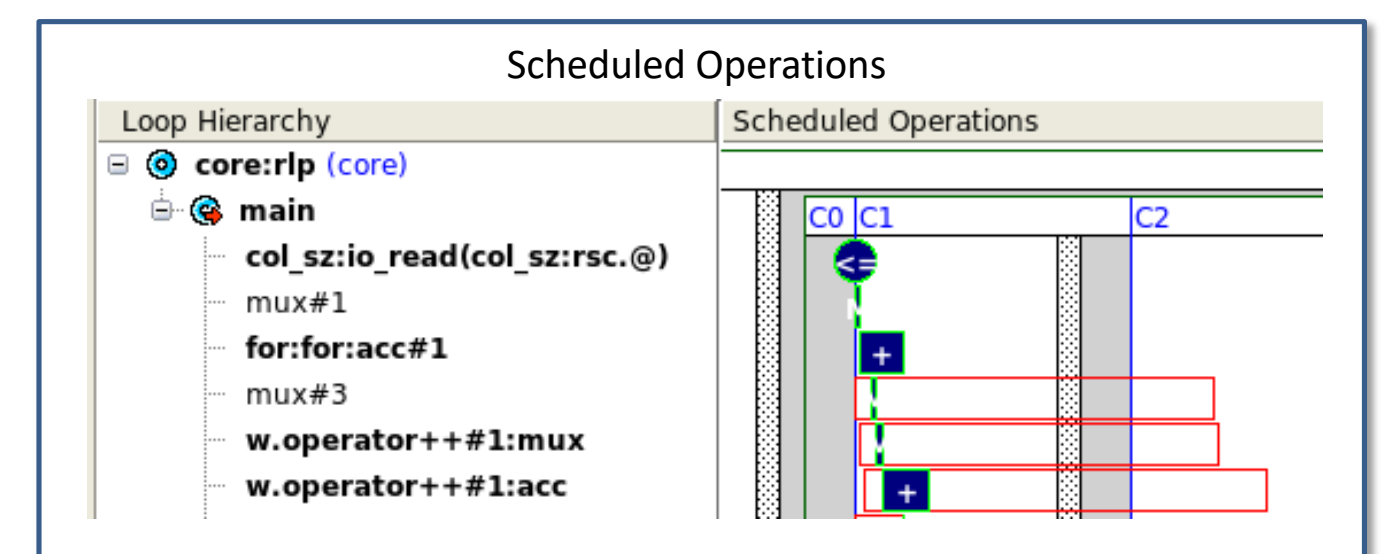 Scheduled Operations
Loop Hierarchy
Scheduled Operations
core:rlp (core)
C0 C1 C2
main
col_sz:io_read(col_sz:rsc.@)
<=
mux#1
for:for:acc#1
+
mux#3
w.operator++#1:mux
w.operator++#1:acc
+